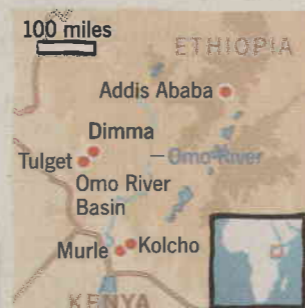 100 miles
ETHIOPIA
Addis Ababa
Dimma
Tulget
Omo River
Omo River
Basin
Murle
Kolcho
KENYA